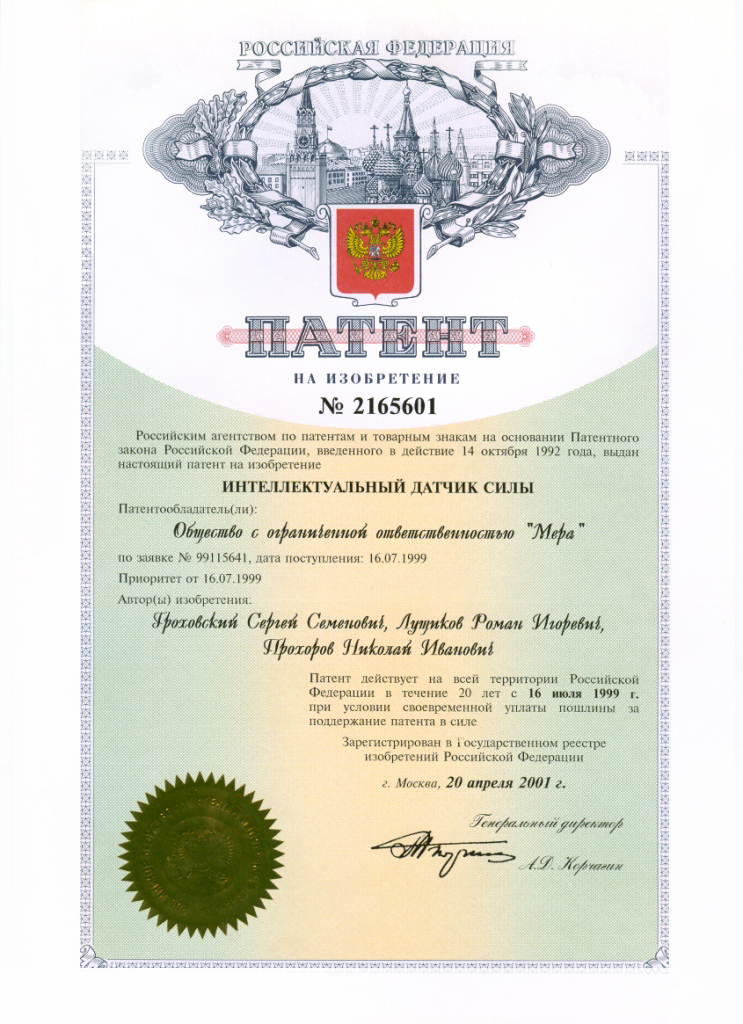 РОССИЙСКАЯ ФЕДЕРАЦИЯ
ПАТЕНТ
НА ИЗОБРЕТЕНИЕ
№ 2165601
Российским агентством по патентам и товарным знакам на основании Патентного
закона Российской Федерации, введенного в действие 14 октября 1992 года, выдан
настоящий патент на изобретение
ИНТЕЛЛЕКТУАЛЬНЫЙ ДАТЧИК СИЛЫ
Патентообладатель(ли):
Общество с ограниченной ответственностью "Мера"
по заявке № 99115641, дата поступления: 16.07.1999
Приоритет от 16.07.1999
Автор(ы) изобретения:
Гроховский Сергей Семенович, Лущиков Роман Игоревич,
Прохоров Николай Иванович
Патент действует на всей территории Российской
Федерации в течение 20 лет с 16 июля 1999 г.
при условии своевременной уплаты пошлины за
поддержание патента в силе
Зарегистрирован в Государственном реестре
изобретений Российской Федерации
г. Москва, 20 апреля 2001 г.
Генеральный директор
А.Д. Корчагин